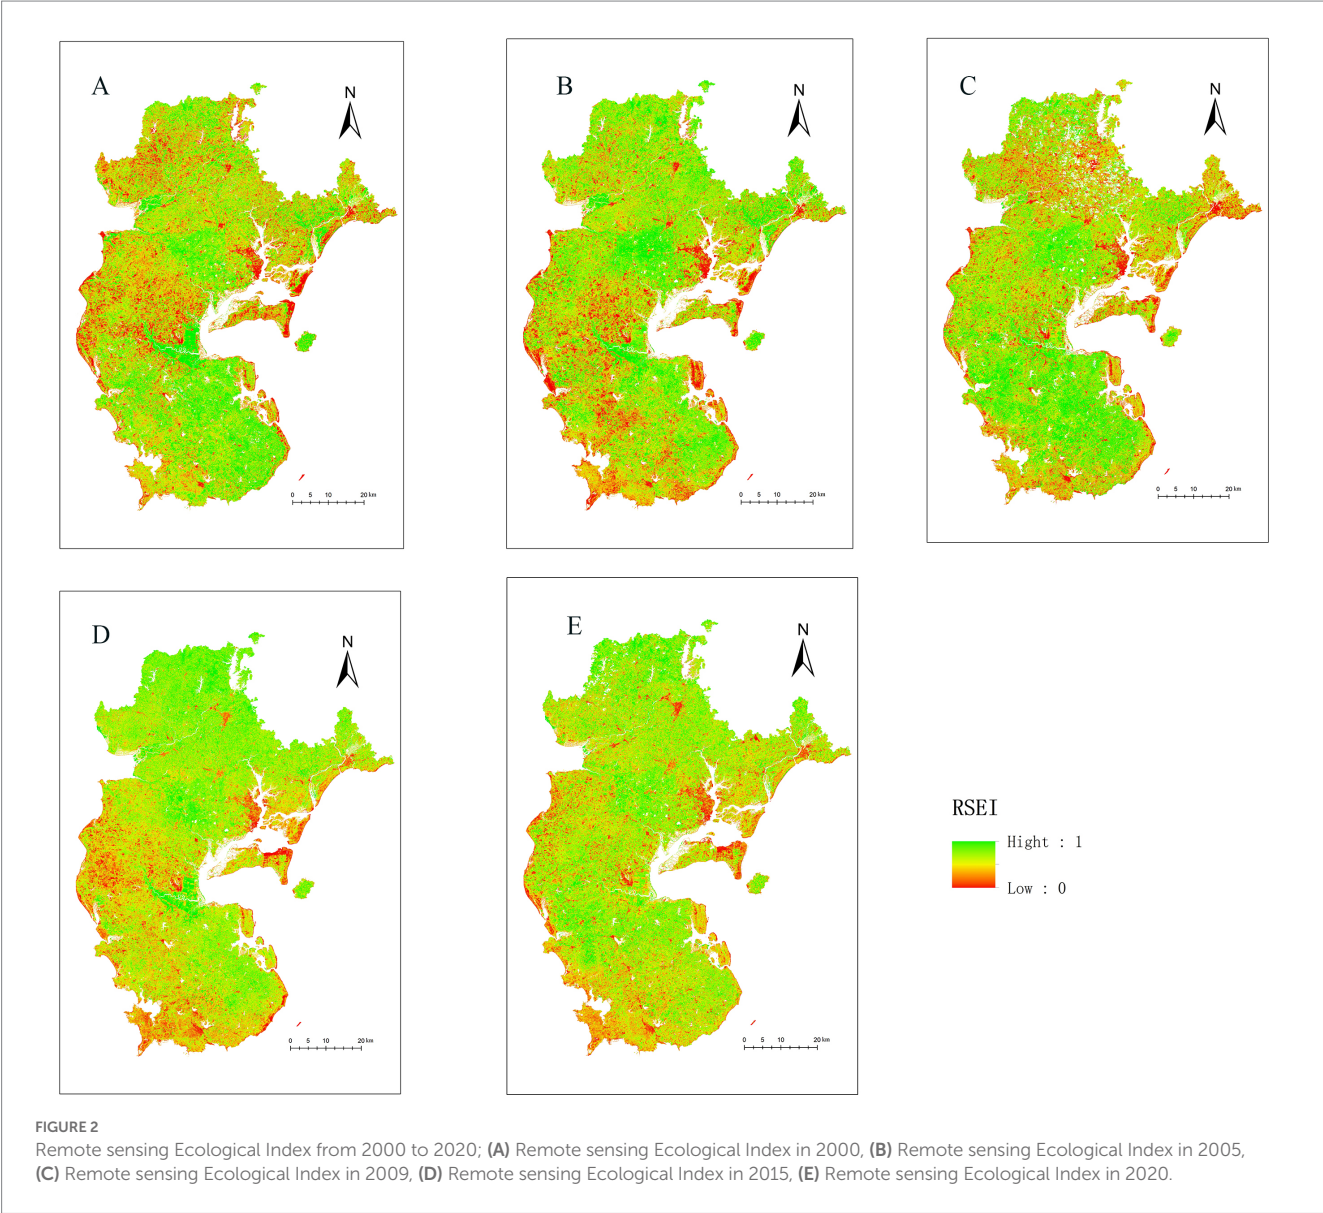 A
N
0 5 10 20 km
B
N
0 5 10 20 km
C
N
0 5 10 20 km
D
N
0 5 10 20 km
E
N
0 5 10 20 km
RSEI
Hight : 1
Low : 0
FIGURE 2
Remote sensing Ecological Index from 2000 to 2020; (A) Remote sensing Ecological Index in 2000, (B) Remote sensing Ecological Index in 2005,
(C) Remote sensing Ecological Index in 2009, (D) Remote sensing Ecological Index in 2015, (E) Remote sensing Ecological Index in 2020.